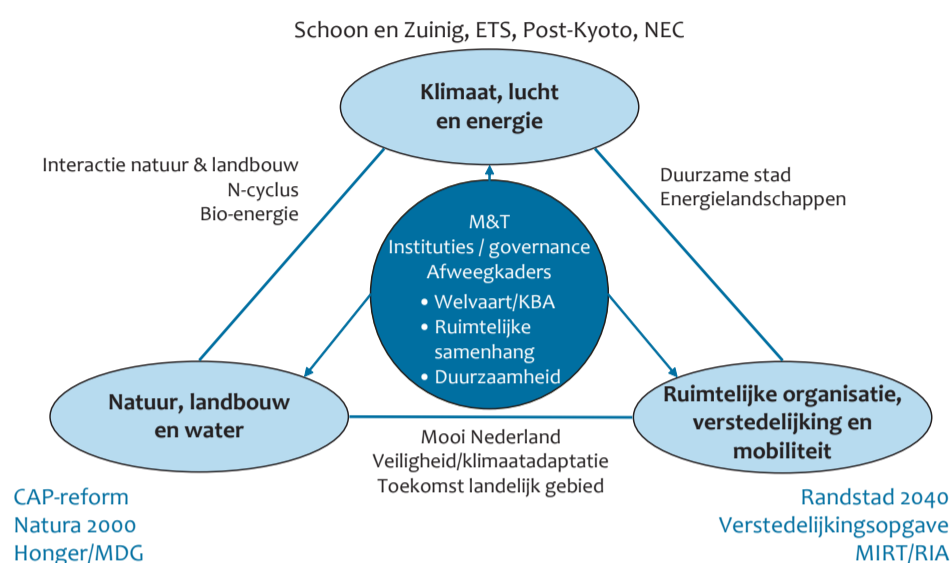 Schoon en Zuinig, ETS, Post-Kyoto, NEC
Klimaat, lucht
en energie
Interactie natuur & landbouw
N-cyclus
Bio-energie
Duurzame stad
Energielandschappen
M&T
Instituties / governance
Afweegkaders
• Welvaart/KBA
• Ruimtelijke
samenhang
• Duurzaamheid
Natuur, landbouw
en water
Ruimtelijke organisatie,
verstedelijking en
mobiliteit
Mooi Nederland
Veiligheid/klimaatadaptatie
Toekomst landelijk gebied
CAP-reform
Natura 2000
Honger/MDG
Randstad 2040
Verstedelijkingsopgave
MIRT/RIA